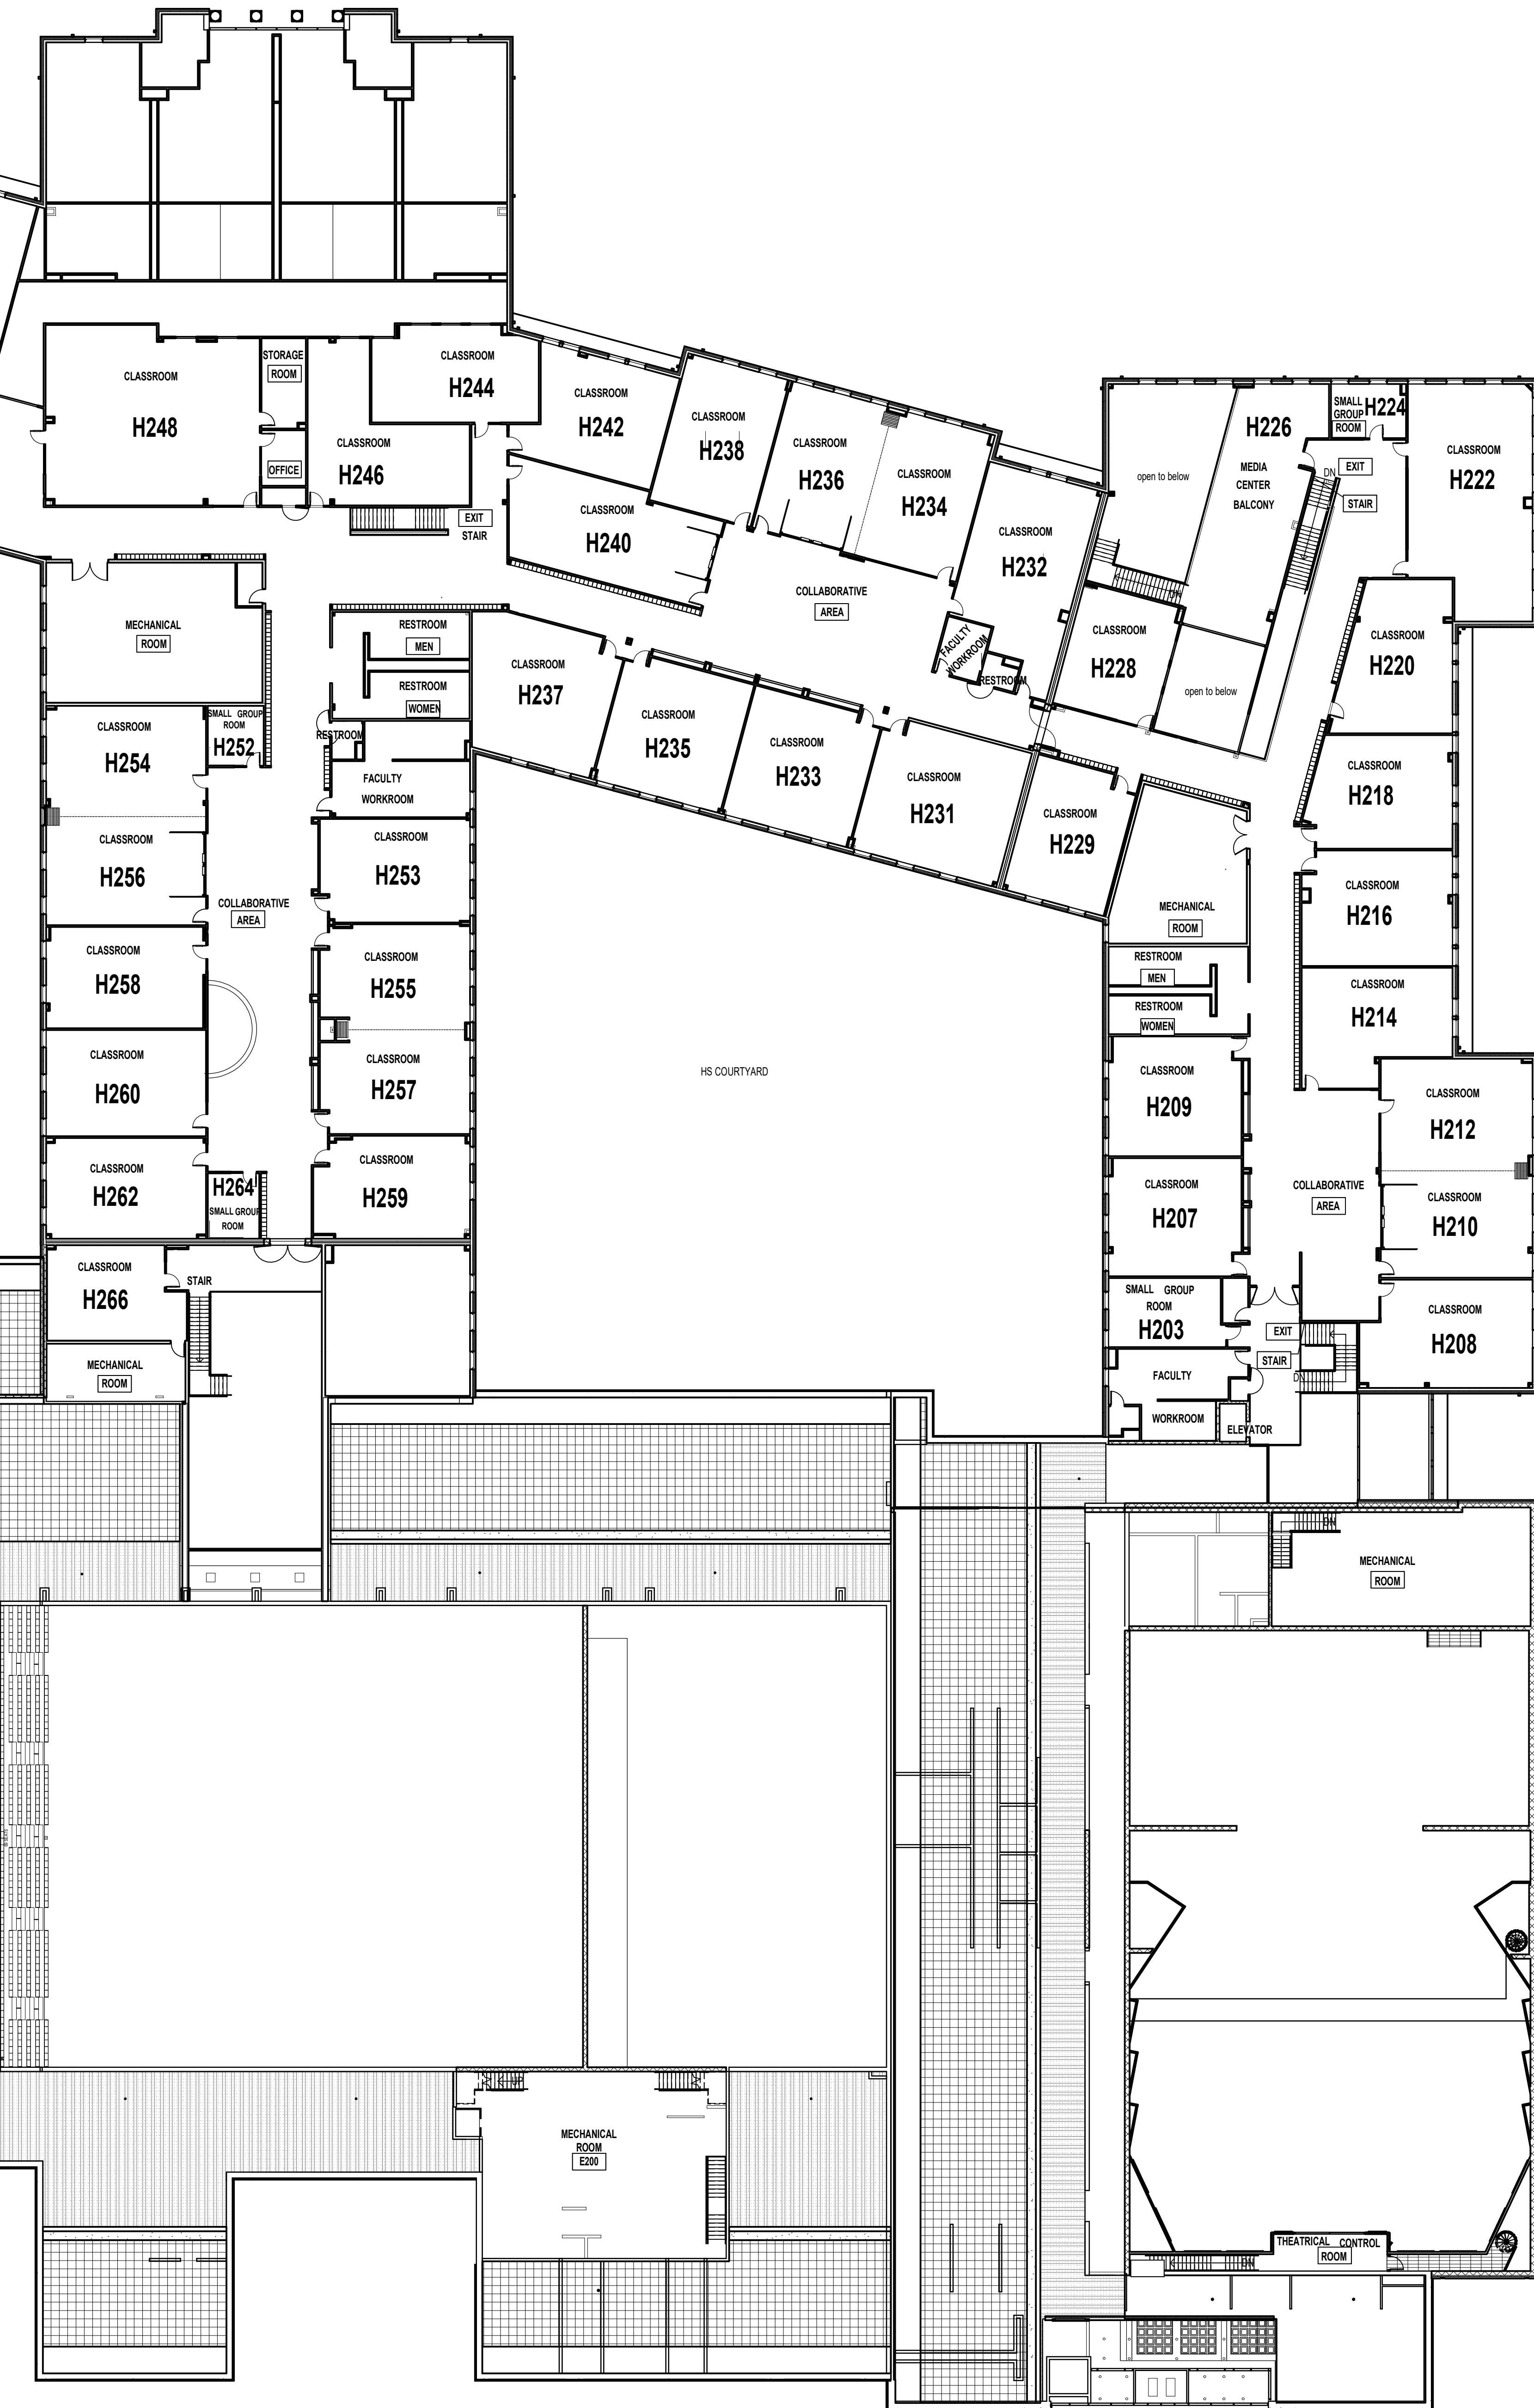 CLASSROOM
H248
STORAGE
ROOM
OFFICE
CLASSROOM
H244
CLASSROOM
H246
EXIT
STAIR
CLASSROOM
H242
CLASSROOM
H240
CLASSROOM
H238
CLASSROOM
H236
CLASSROOM
H234
CLASSROOM
H232
COLLABORATIVE
AREA
FACULTY
WORKROOM
RESTROOM
open to below
H226
MEDIA
CENTER
BALCONY
DN
SMALL
GROUP
ROOM
H224
DN
EXIT
STAIR
CLASSROOM
H222
CLASSROOM
H228
open to below
CLASSROOM
H220
CLASSROOM
H218
CLASSROOM
H216
CLASSROOM
H214
MECHANICAL
ROOM
RESTROOM
MEN
RESTROOM
WOMEN
RESTROOM
FACULTY
WORKROOM
CLASSROOM
H237
CLASSROOM
H235
CLASSROOM
H233
CLASSROOM
H231
CLASSROOM
H229
CLASSROOM
H254
SMALL GROUP
ROOM
H252
CLASSROOM
H256
COLLABORATIVE
AREA
CLASSROOM
H253
CLASSROOM
H258
CLASSROOM
H255
CLASSROOM
H260
CLASSROOM
H257
CLASSROOM
H262
H264
SMALL GROUP
ROOM
CLASSROOM
H259
CLASSROOM
H266
STAIR
MECHANICAL
ROOM
HS COURTYARD
MECHANICAL
ROOM
RESTROOM
MEN
RESTROOM
WOMEN
CLASSROOM
H209
CLASSROOM
H207
SMALL GROUP
ROOM
H203
FACULTY
WORKROOM
ELEVATOR
EXIT
STAIR
DN
COLLABORATIVE
AREA
CLASSROOM
H212
CLASSROOM
H210
CLASSROOM
H208
DN
MECHANICAL
ROOM
UP
MECHANICAL
ROOM
E200
DN
THEATRICAL CONTROL
ROOM